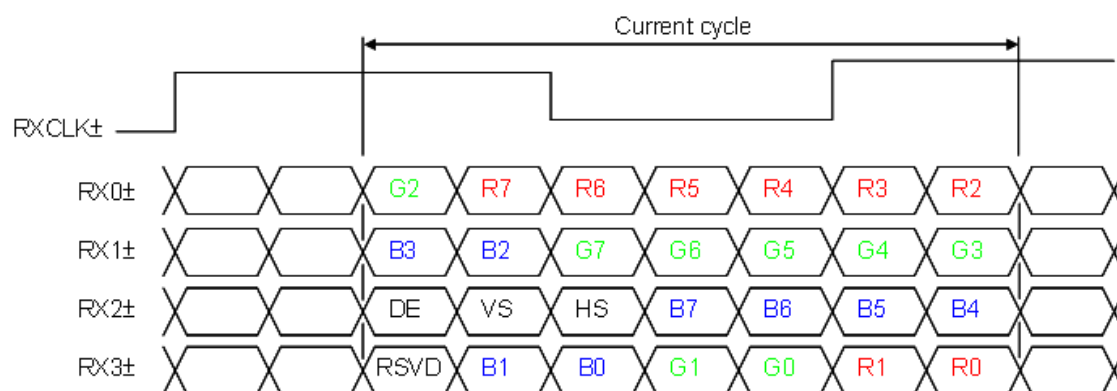 Current cycle
RXCLK±
RX0± G2 R7 R6 R5 R4 R3 R2
RX1± B3 B2 G7 G6 G5 G4 G3
RX2± DE VS HS B7 B6 B5 B4
RX3± RSVD B1 B0 G1 G0 R1 R0